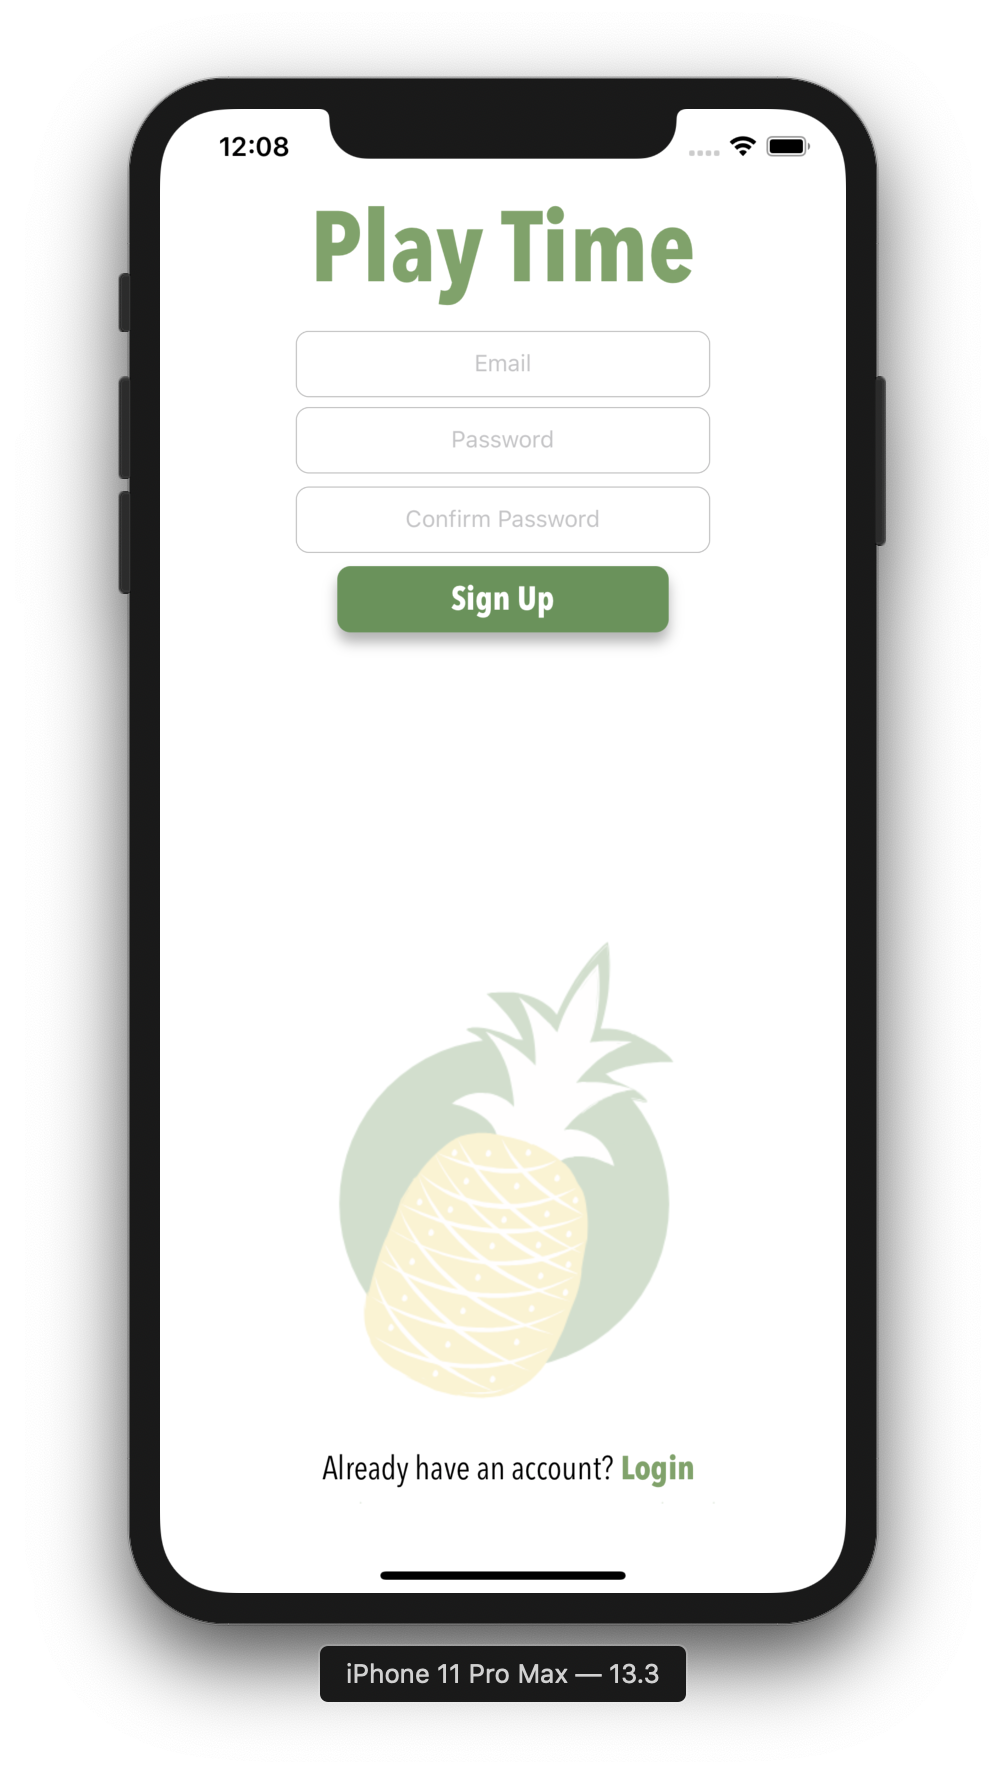 12:08
Play Time
Email
Password
Confirm Password
Sign Up
Already have an account? Login
iPhone 11 Pro Max — 13.3